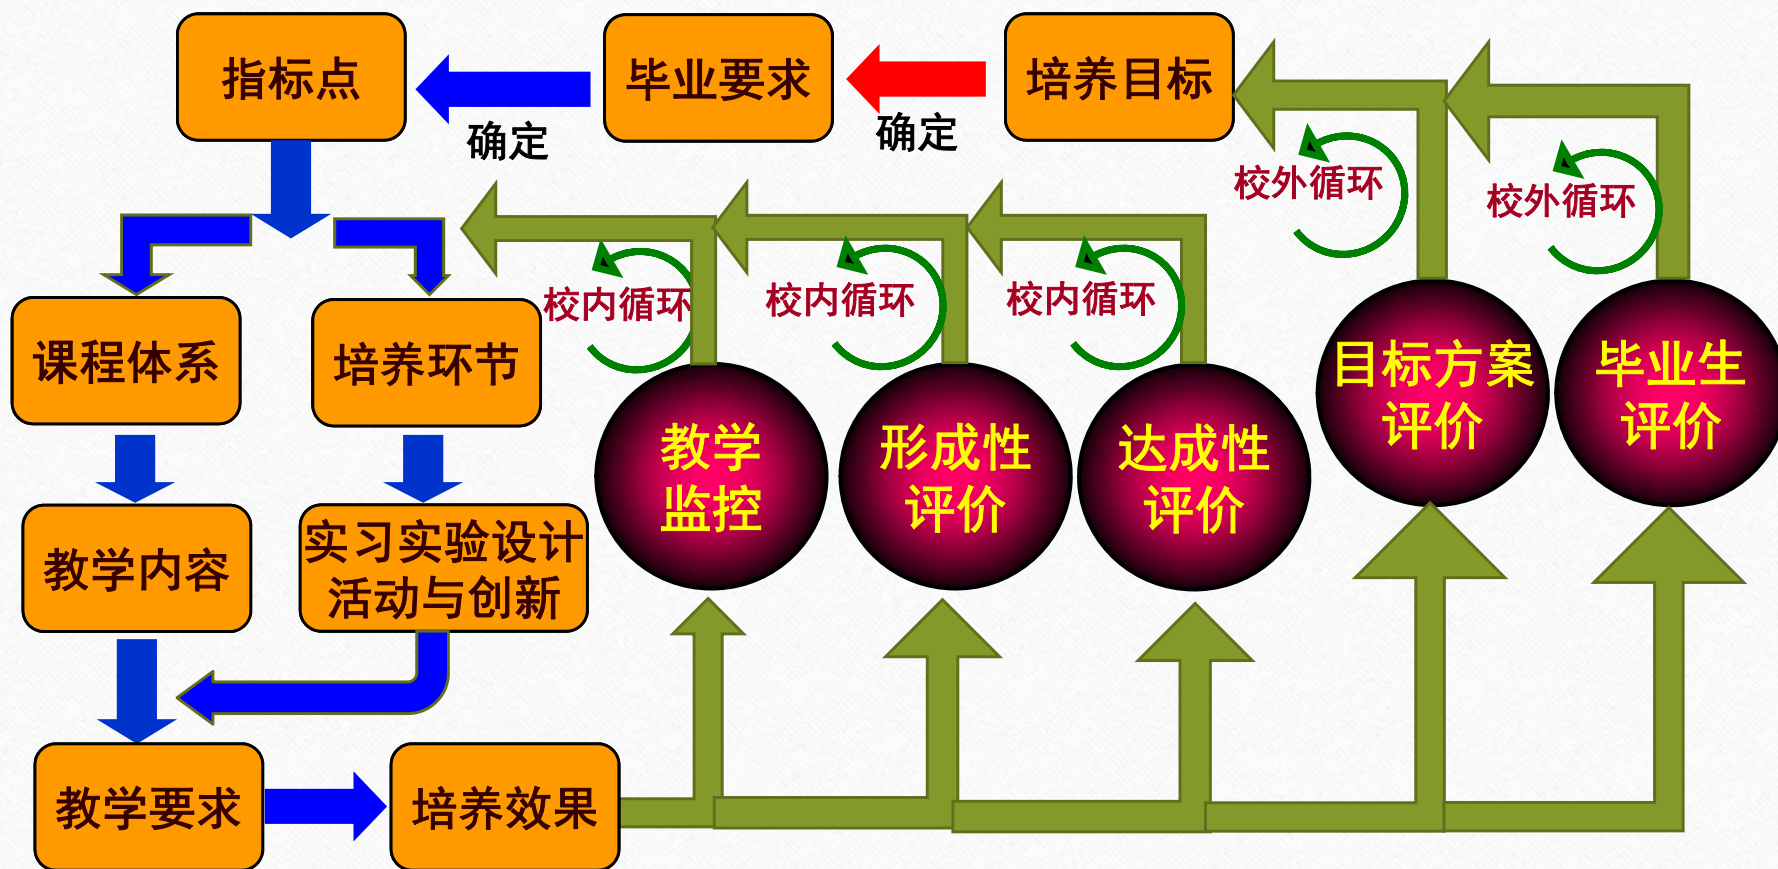 指标点
毕业要求
培养目标
确定
确定
校外循环
校外循环
校内循环
校内循环
校内循环
课程体系
培养环节
目标方案
评价
毕业生
评价
教学
监控
形成性
评价
达成性
评价
教学内容
实习实验设计
活动与创新
教学要求
培养效果